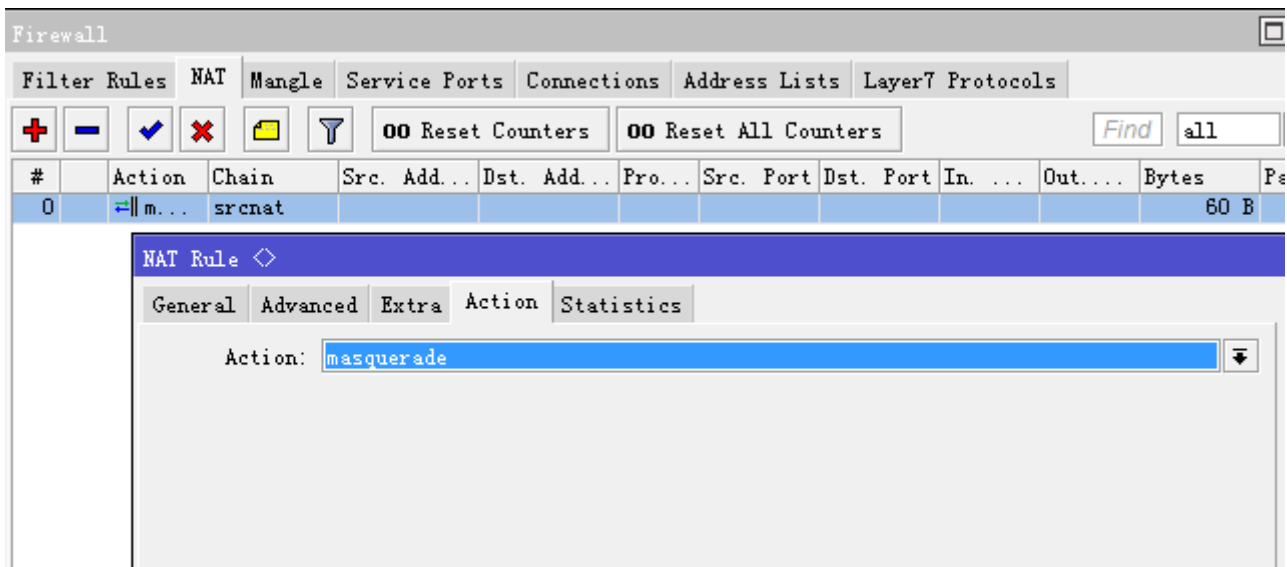 Firewall
Filter Rules NAT Mangle Service Ports Connections Address Lists Layer7 Protocols
00 Reset Counters 00 Reset All Counters Find all
# Action Chain Src. Add... Dst. Add... Pro... Src. Port Dst. Port In. ... Out.... Bytes
0 m... srcnat 60 B
NAT Rule <>
General Advanced Extra Action Statistics
Action: masquerade